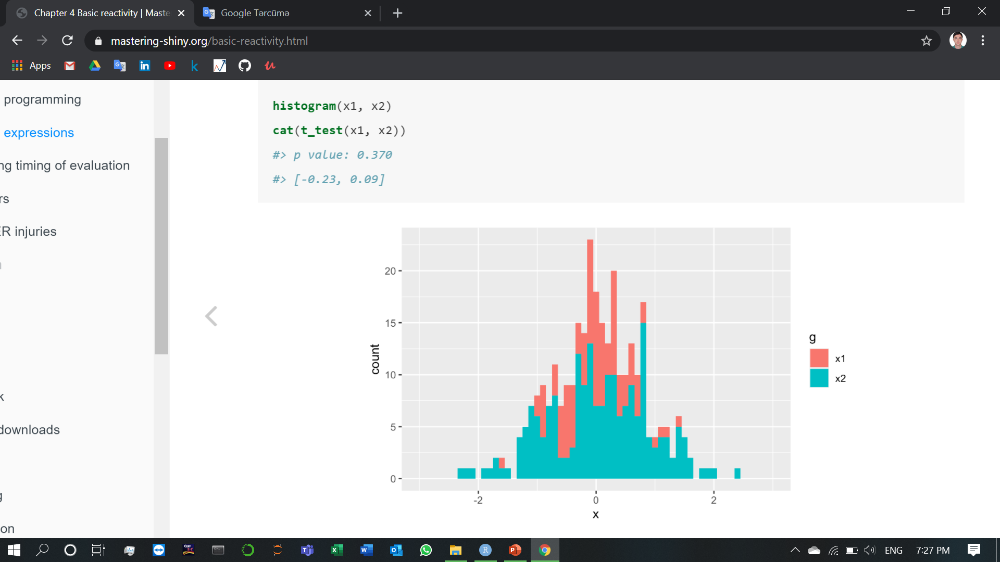 Chapter 4 Basic reactivity | Maste
Google Tərcümə
mastering-shiny.org/basic-reactivity.html
Apps
programming
expressions
ng timing of evaluation
rs
ER injuries
k
downloads
g
on
histogram(x1, x2)
cat(t_test(x1, x2))
#> p value: 0.370
#> [-0.23, 0.09]
20
15
10
5
0
count
-2
0
2
x
g
x1
x2
ENG
7:27 PM